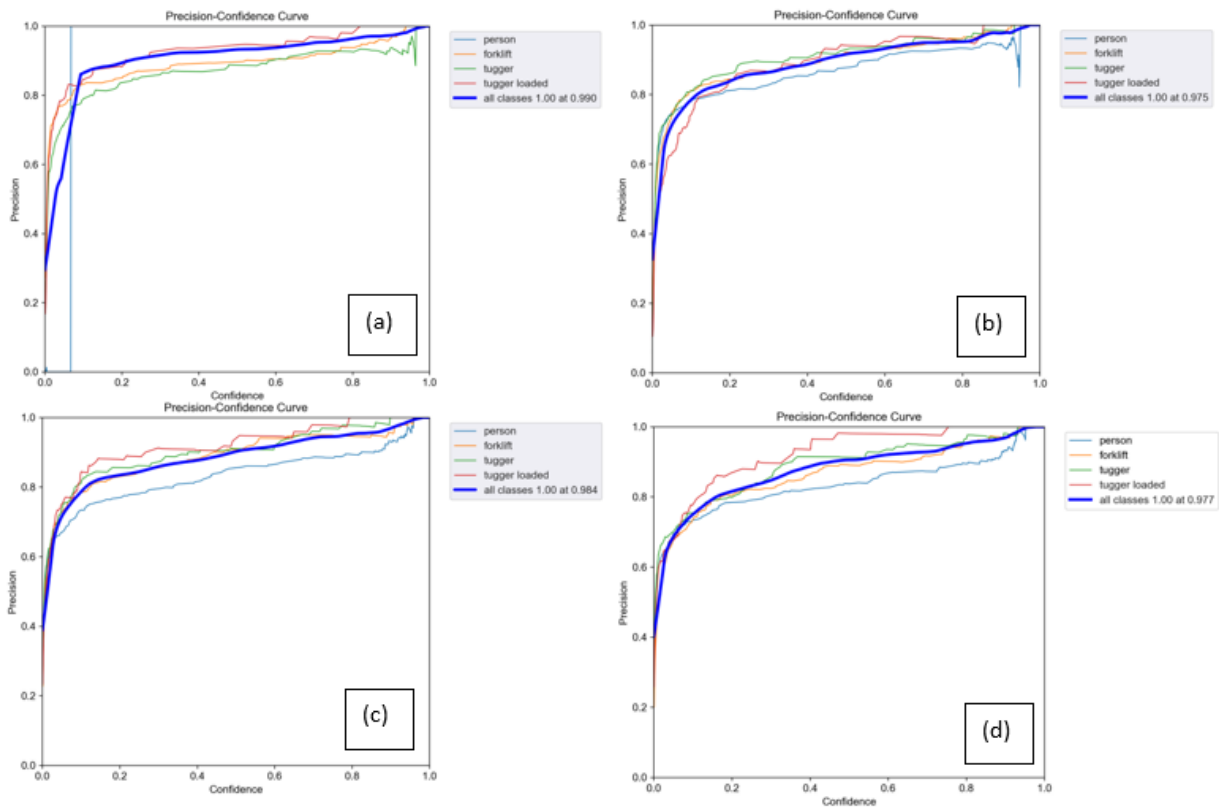 Precision-Confidence Curve
1.0
0.8
0.6
0.4
0.2
0.0
Precision
0.0
0.2
0.4
0.6
0.8
1.0
Confidence
person
forklift
tugger
tugger loaded
all classes 1.00 at 0.990
(a)
Precision-Confidence Curve
1.0
0.8
0.6
0.4
0.2
0.0
Precision
0.0
0.2
0.4
0.6
0.8
1.0
Confidence
person
forklift
tugger
tugger loaded
all classes 1.00 at 0.975
(b)
Precision-Confidence Curve
1.0
0.8
0.6
0.4
0.2
0.0
Precision
0.0
0.2
0.4
0.6
0.8
1.0
Confidence
person
forklift
tugger
tugger loaded
all classes 1.00 at 0.984
(c)
Precision-Confidence Curve
1.0
0.8
0.6
0.4
0.2
0.0
Precision
0.0
0.2
0.4
0.6
0.8
1.0
Confidence
person
forklift
tugger
tugger loaded
all classes 1.00 at 0.977
(d)